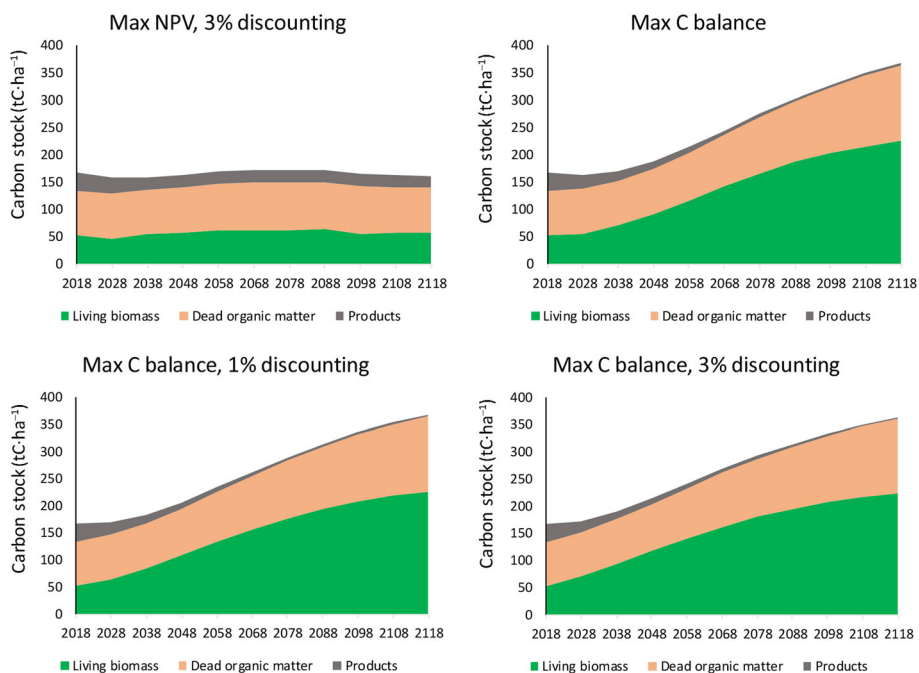 Max NPV, 3% discounting
Carbon stock (tC·ha⁻¹)
400
350
300
250
200
150
100
50
0
2018 2028 2038 2048 2058 2068 2078 2088 2098 2108 2118
Living biomass Dead organic matter Products
Max C balance
Carbon stock (tC·ha⁻¹)
400
350
300
250
200
150
100
50
0
2018 2028 2038 2048 2058 2068 2078 2088 2098 2108 2118
Living biomass Dead organic matter Products
Max C balance, 1% discounting
Carbon stock (tC·ha⁻¹)
400
350
300
250
200
150
100
50
0
2018 2028 2038 2048 2058 2068 2078 2088 2098 2108 2118
Living biomass Dead organic matter Products
Max C balance, 3% discounting
Carbon stock (tC·ha⁻¹)
400
350
300
250
200
150
100
50
0
2018 2028 2038 2048 2058 2068 2078 2088 2098 2108 2118
Living biomass Dead organic matter Products